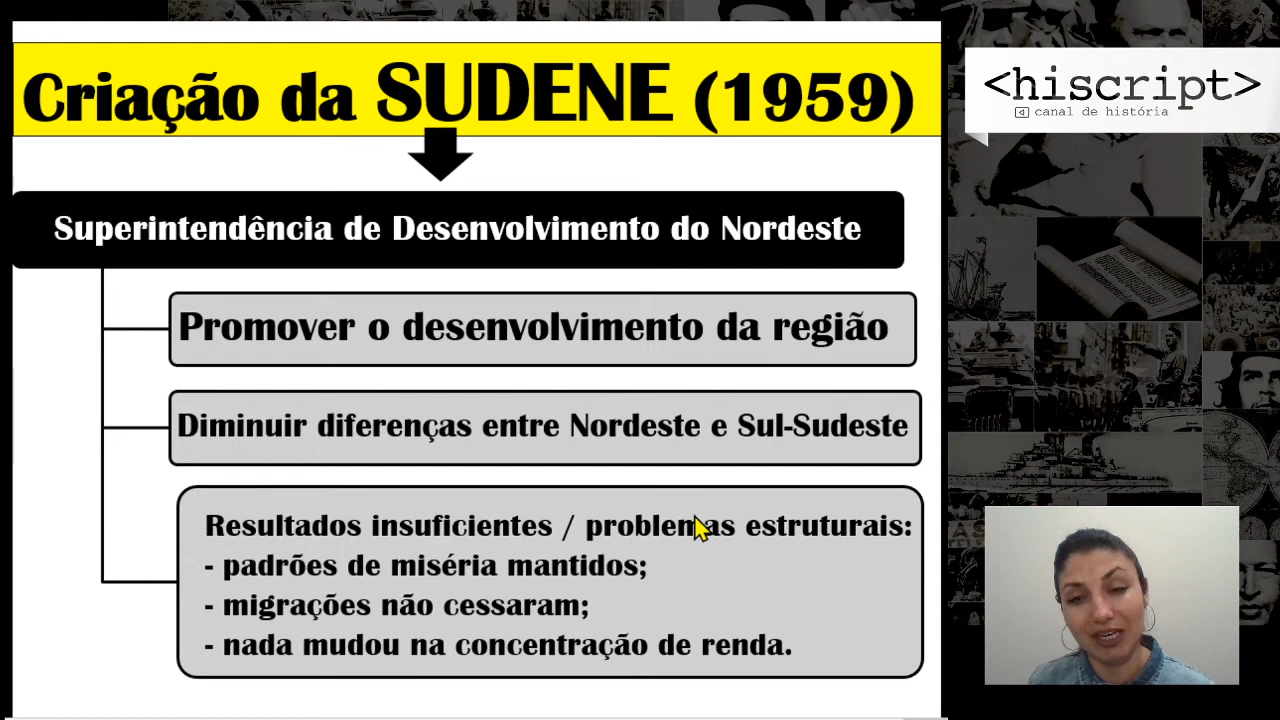 Criação da SUDENE (1959)
<hiscript>
canal de história
Superintendência de Desenvolvimento do Nordeste
Promover o desenvolvimento da região
Diminuir diferenças entre Nordeste e Sul-Sudeste
Resultados insuficientes / problemas estruturais:
- padrões de miséria mantidos;
- migrações não cessaram;
- nada mudou na concentração de renda.